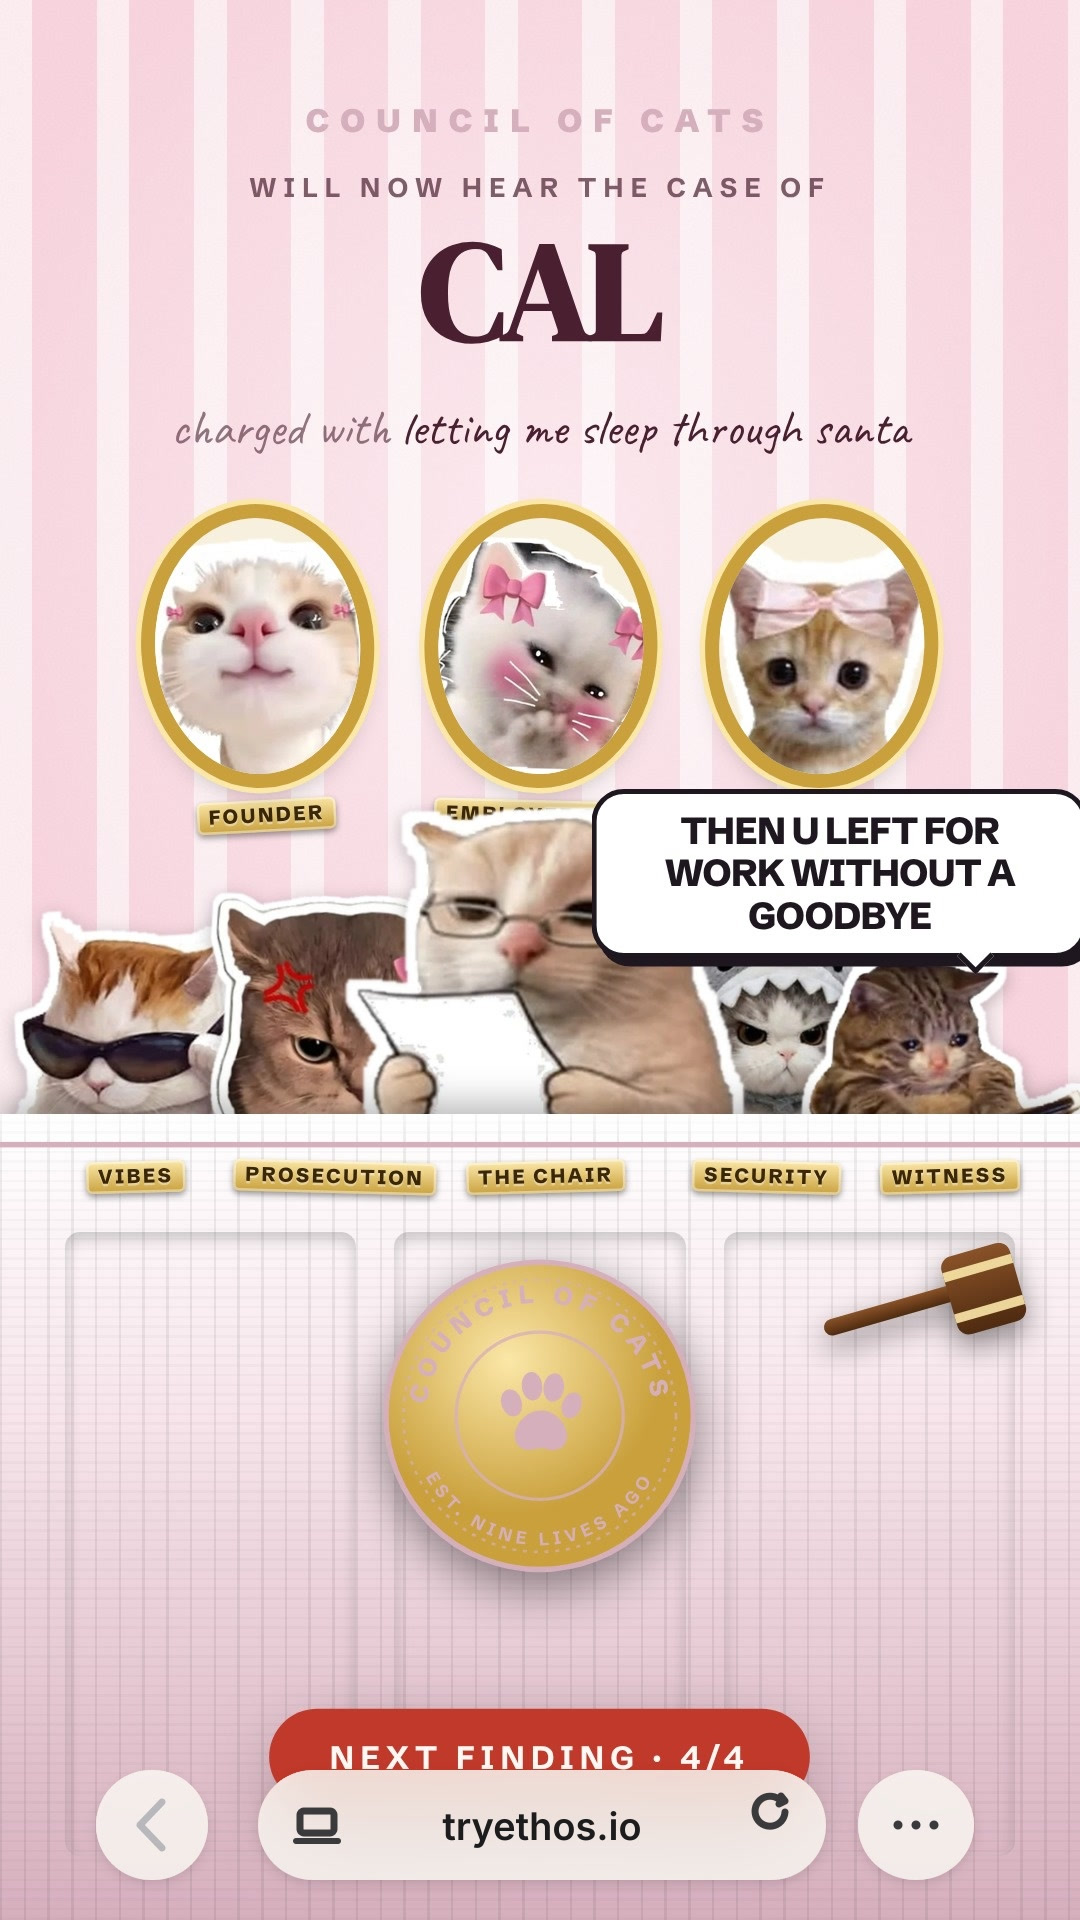 COUNCIL OF CATS
WILL NOW HEAR THE CASE OF
CAL
charged with letting me sleep through santa
FOUNDER
THEN U LEFT FOR
WORK WITHOUT A
GOODBYE
VIBES
PROSECUTION
THE CHAIR
SECURITY
WITNESS
COUNCIL OF CATS
EST. NINE LIVES AGO
NEXT FINDING · 4/4
tryethos.io